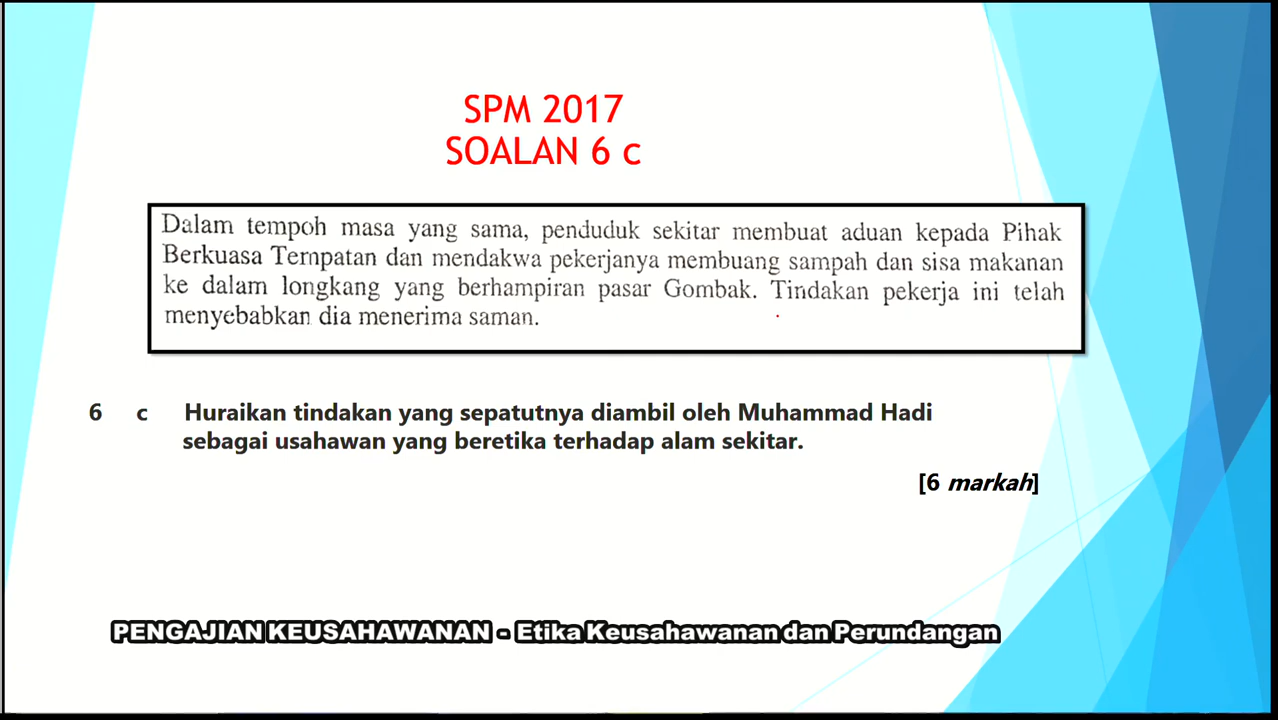 SPM 2017
SOALAN 6 c
Dalam tempoh masa yang sama, penduduk sekitar membuat aduan kepada Pihak
Berkuasa Tempatan dan mendakwa pekerjanya membuang sampah dan sisa makanan
ke dalam longkang yang berhampiran pasar Gombak. Tindakan pekerja ini telah
menyebabkan dia menerima saman.
6 c Huraikan tindakan yang sepatutnya diambil oleh Muhammad Hadi
sebagai usahawan yang beretika terhadap alam sekitar.
[6 markah]
PENGAJIAN KEUSAHAWANAN - Etika Keusahawanan dan Perundangan